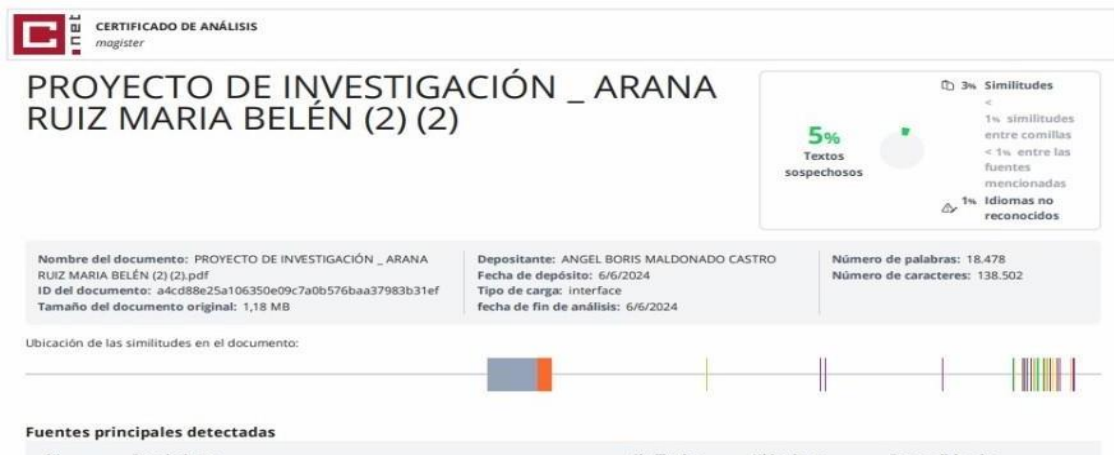 C
.net
CERTIFICADO DE ANÁLISIS
magister
PROYECTO DE INVESTIGACIÓN _ ARANA
RUIZ MARIA BELÉN (2) (2)
5%
Textos
sospechosos
3% Similitudes
<
1% similitudes
entre comillas
< 1% entre las
fuentes
mencionadas
1% Idiomas no
reconocidos
Nombre del documento: PROYECTO DE INVESTIGACIÓN _ ARANA
RUIZ MARIA BELÉN (2) (2).pdf
ID del documento: a4cd88e25a106350e09c7a0b576baa37983b31ef
Tamaño del documento original: 1,18 MB
Depositante: ANGEL BORIS MALDONADO CASTRO
Fecha de depósito: 6/6/2024
Tipo de carga: interface
fecha de fin de análisis: 6/6/2024
Número de palabras: 18.478
Número de caracteres: 138.502
Ubicación de las similitudes en el documento:
Fuentes principales detectadas